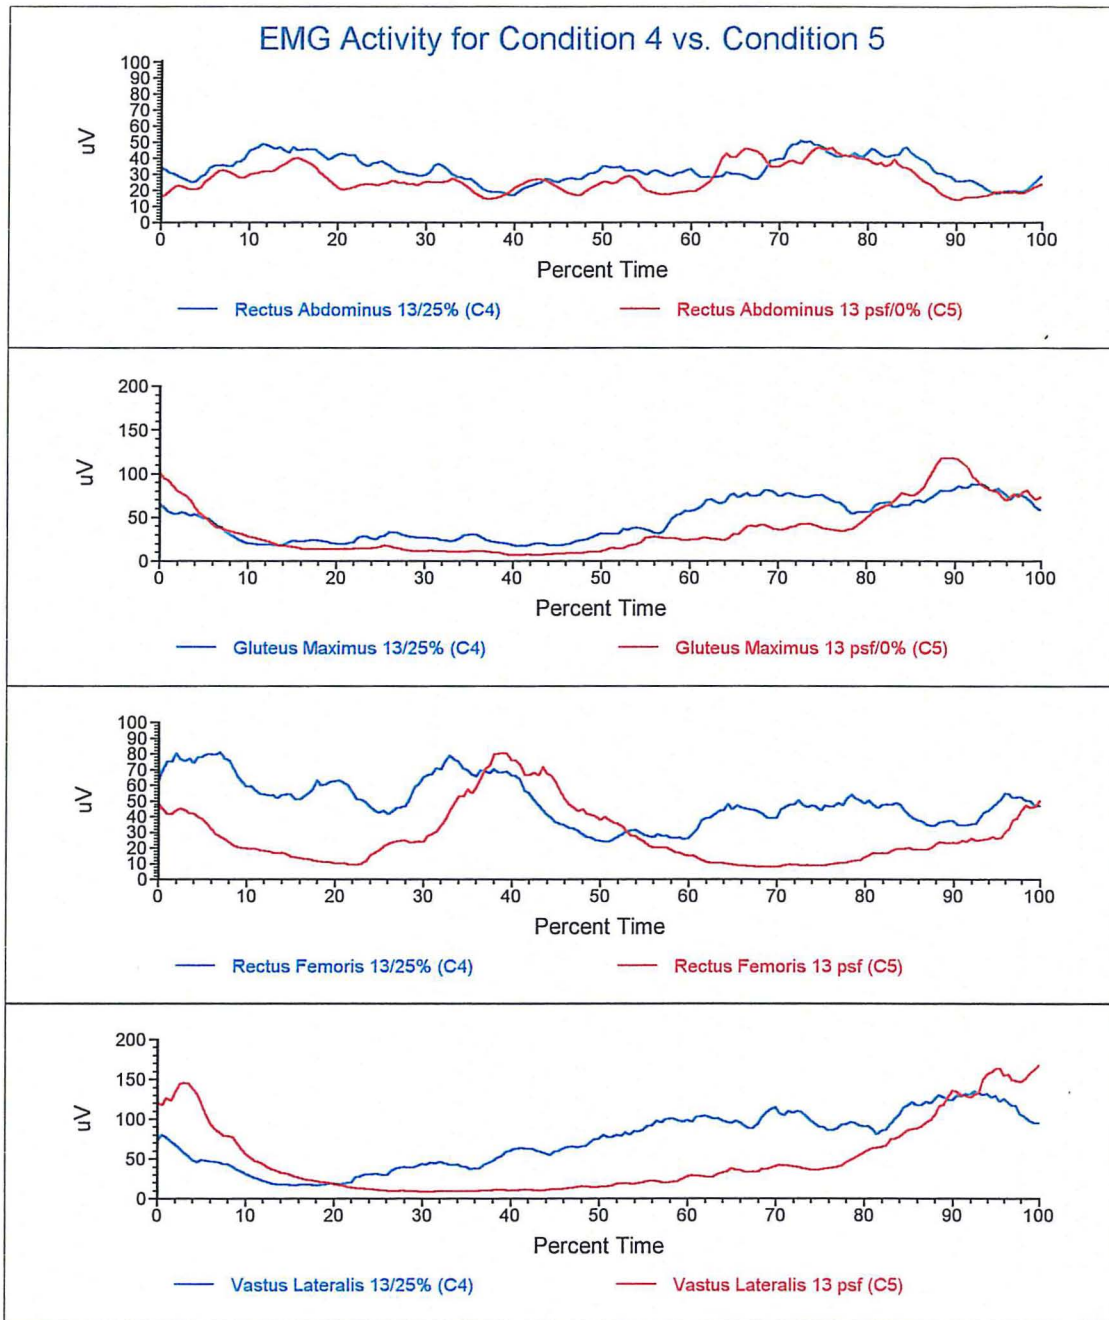 EMG Activity for Condition 4 vs. Condition 5
100
90
80
70
60
50
40
30
20
10
0
uV
0 10 20 30 40 50 60 70 80 90 100
Percent Time
Rectus Abdominus 13/25% (C4) Rectus Abdominus 13 psf/0% (C5)
200
150
100
50
0
uV
0 10 20 30 40 50 60 70 80 90 100
Percent Time
Gluteus Maximus 13/25% (C4) Gluteus Maximus 13 psf/0% (C5)
100
90
80
70
60
50
40
30
20
10
0
uV
0 10 20 30 40 50 60 70 80 90 100
Percent Time
Rectus Femoris 13/25% (C4) Rectus Femoris 13 psf (C5)
200
150
100
50
0
uV
0 10 20 30 40 50 60 70 80 90 100
Percent Time
Vastus Lateralis 13/25% (C4) Vastus Lateralis 13 psf (C5)